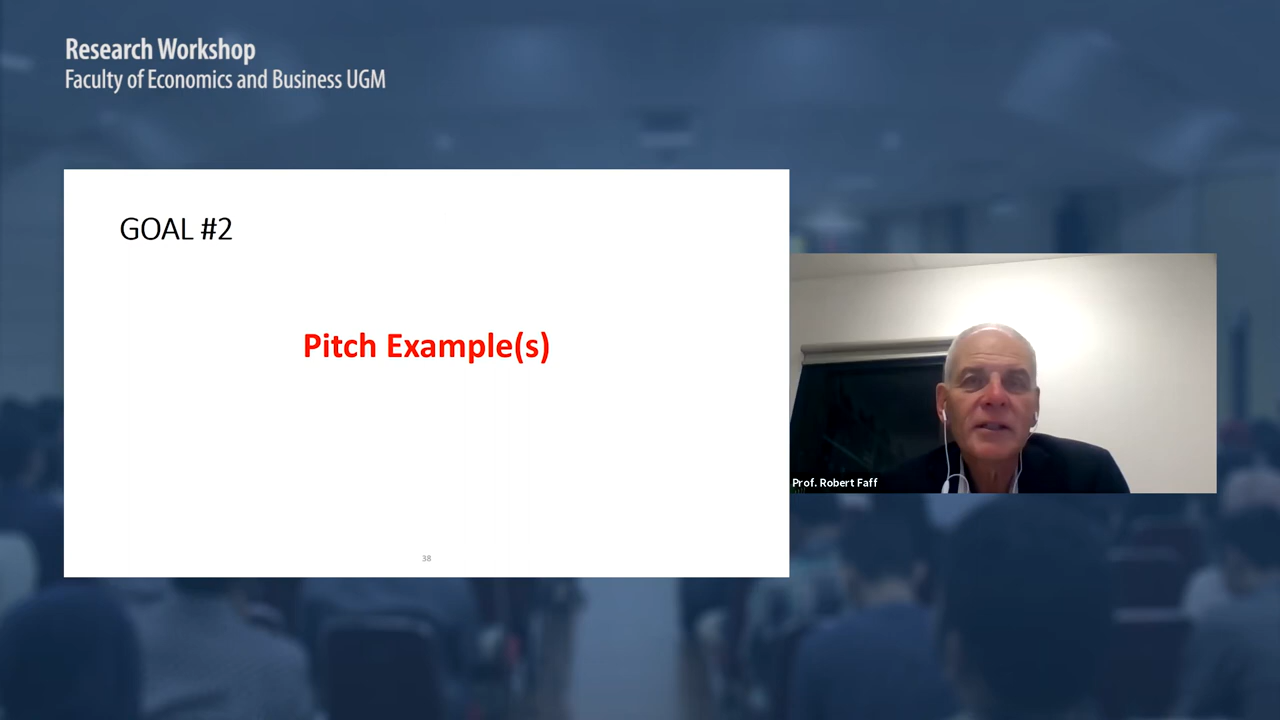 Research Workshop
Faculty of Economics and Business UGM
GOAL #2
Pitch Example(s)
38
Prof. Robert Faff